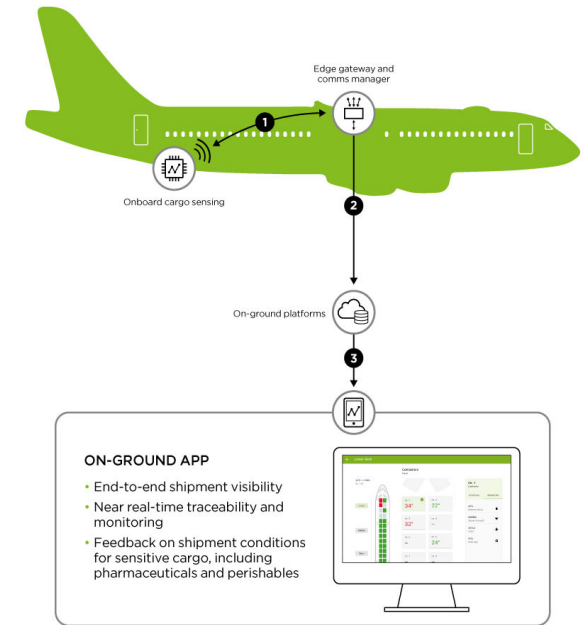 Edge gateway and
comms manager
1
Onboard cargo sensing
2
On-ground platforms
3
ON-GROUND APP
• End-to-end shipment visibility
• Near real-time traceability and
monitoring
• Feedback on shipment conditions
for sensitive cargo, including
pharmaceuticals and perishables
Containers
34°
22°
32°
24°